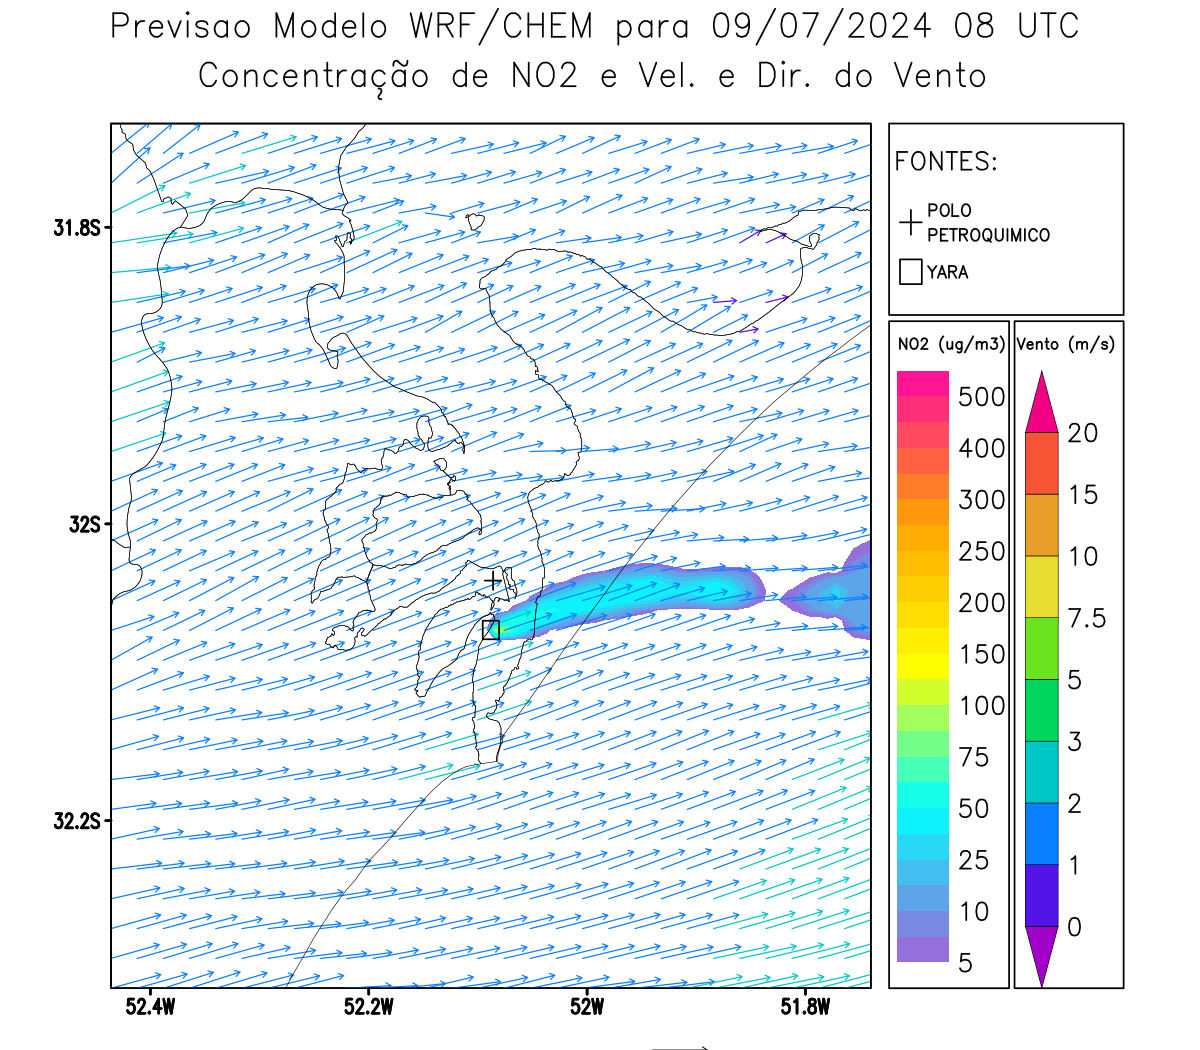 Previsao Modelo WRF/CHEM para 09/07/2024 08 UTC
Concentração de NO2 e Vel. e Dir. do Vento
FONTES:
POLO
PETROQUIMICO
YARA
31.8S
32S
32.2S
52.4W
52.2W
52W
51.8W
NO2 (ug/m3)
500
400
300
250
200
150
100
75
50
25
10
5
Vento (m/s)
20
15
10
7.5
5
3
2
1
0